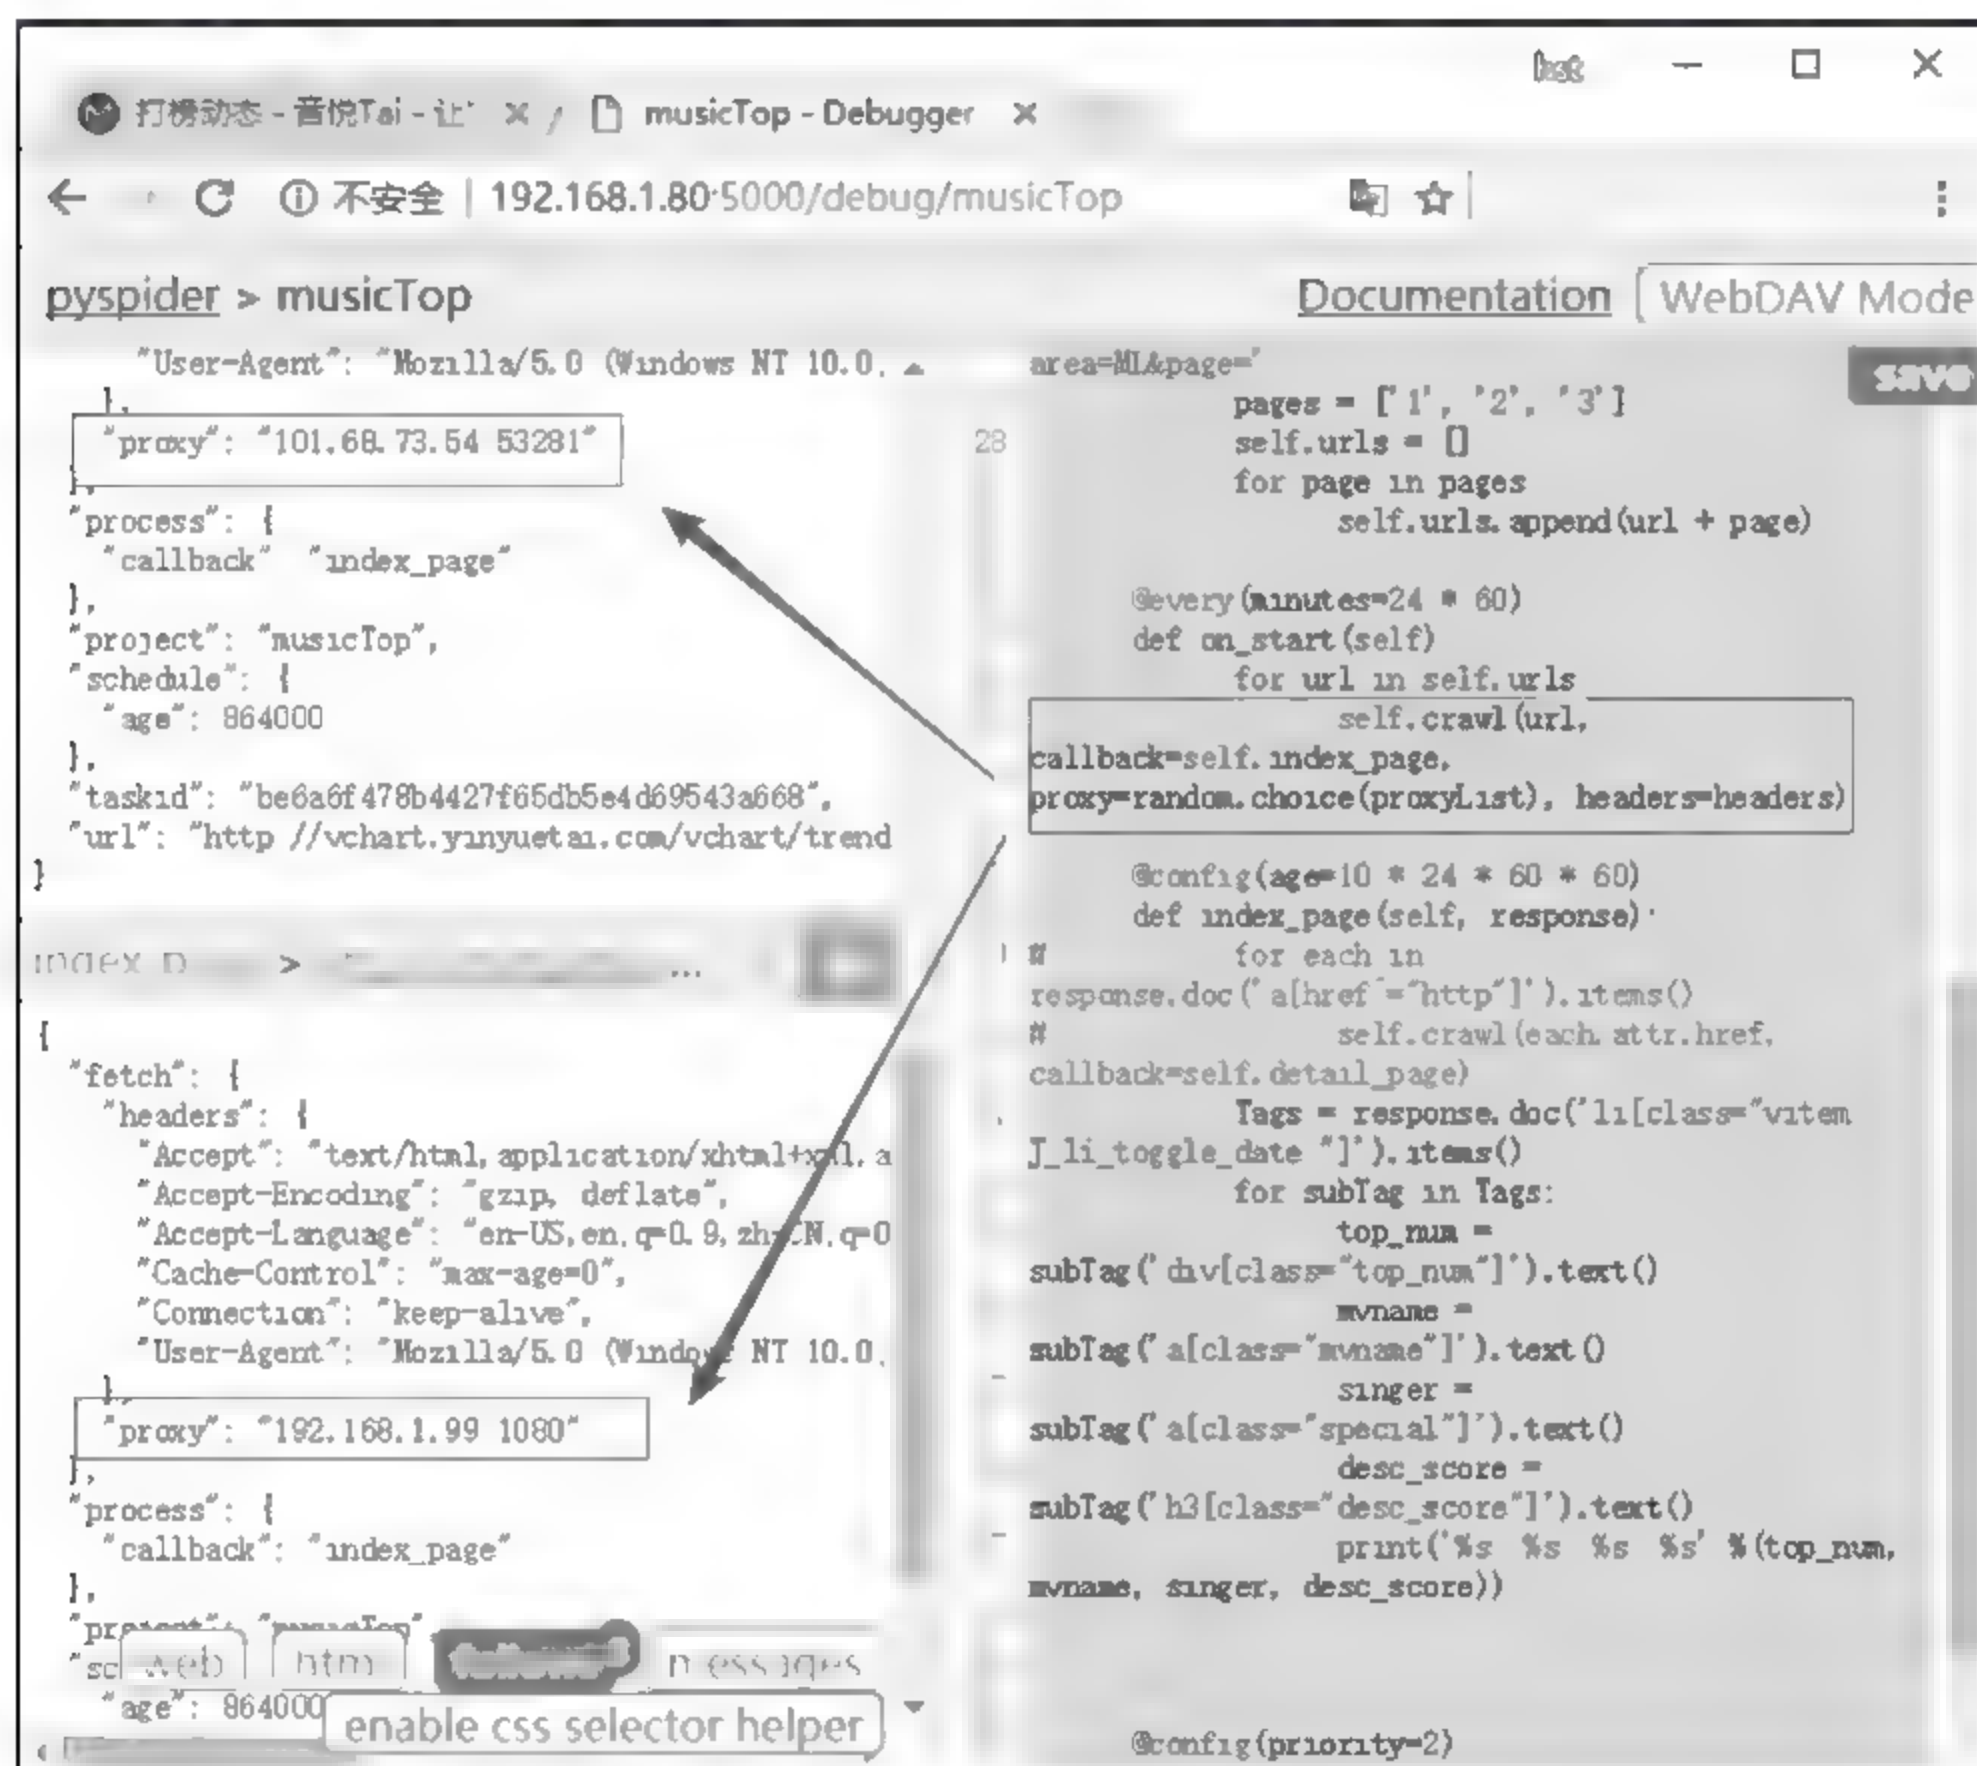 打榜动态 - 音悦Tai - 让 musicTop - Debugger
不安全 | 192.168.1.80:5000/debug/musicTop
pyspider > musicTop
Documentation WebDAV Mode
"User-Agent": "Mozilla/5.0 (Windows NT 10.0.
},
"proxy": "101.68.73.54 53281"
},
"process": {
"callback" "index_page"
},
"project": "musicTop",
"schedule": {
"age": 864000
},
"taskid": "be6a6f478b4427f65db5e4d69543a668",
"url": "http //vchart.yinyuetai.com/vchart/trend
}
>
...
{
"fetch": {
"headers": {
"Accept": "text/html,application/xhtml+xml,a
"Accept-Encoding": "gzip, deflate",
"Accept-Language": "en-US,en.q=0.9,zh-CN.q=0
"Cache-Control": "max-age=0",
"Connection": "keep-alive",
"User-Agent": "Mozilla/5.0 (Windows NT 10.0.
},
"proxy": "192.168.1.99 1080"
},
"process": {
"callback": "index_page"
},
"project": "musicTop"
"sc
web htm messages
"age": 864000
enable css selector helper
save
area=ML&page='
pages = ['1', '2', '3']
28 self.urls = []
for page in pages
self.urls.append(url + page)
@every(minutes=24 * 60)
def on_start(self)
for url in self.urls
self.crawl(url,
callback=self.index_page,
proxy=random.choice(proxyList), headers=headers)
@config(age=10 * 24 * 60 * 60)
def index_page(self, response)
# for each in
response.doc('a[href^="http"]').items()
# self.crawl(each.attr.href,
callback=self.detail_page)
Tags = response.doc('li[class="vitem
J_li_toggle_date "]').items()
for subTag in Tags:
top_num =
subTag('div[class="top_num"]').text()
mvname =
subTag('a[class="mvname"]').text()
singer =
subTag('a[class="special"]').text()
desc_score =
subTag('h3[class="desc_score"]').text()
print('%s %s %s %s' %(top_num,
mvname, singer, desc_score))
@config(priority=2)